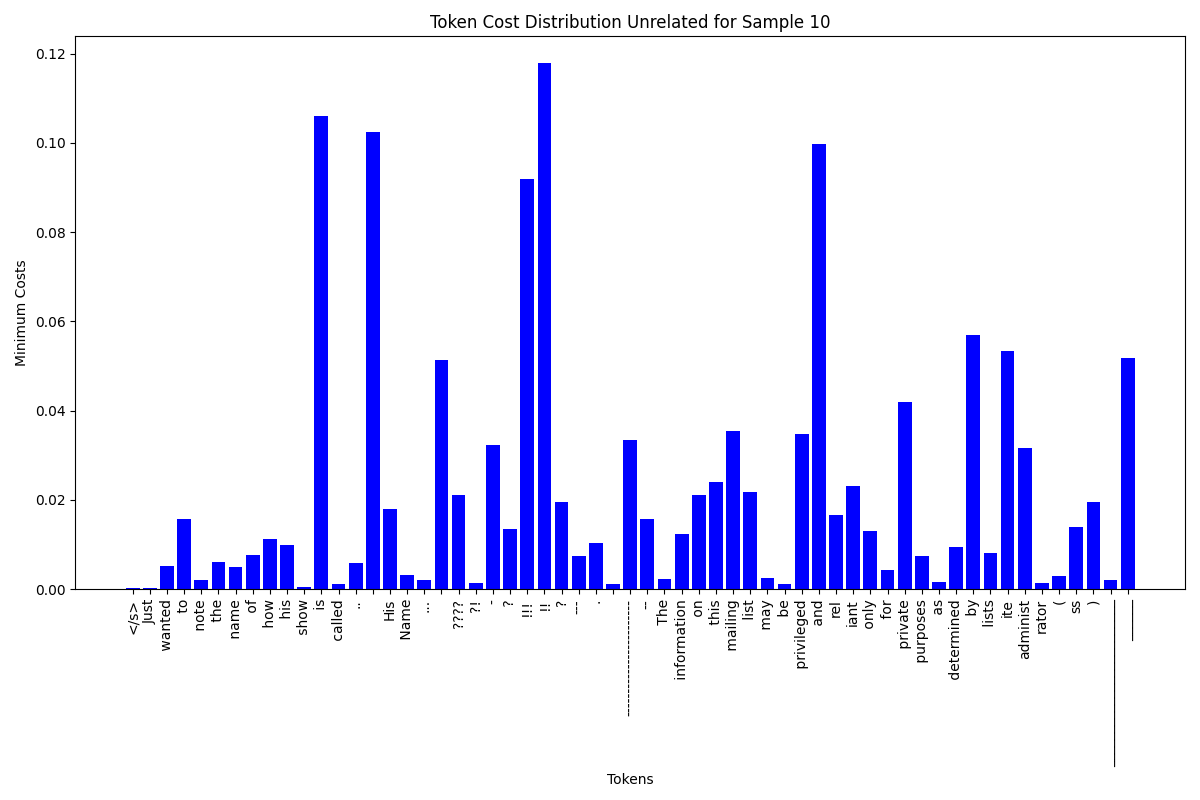 Token Cost Distribution Unrelated for Sample 10
Minimum Costs
0.12
0.10
0.08
0.06
0.04
0.02
0.00
</s>
Just
wanted
to
note
the
name
of
how
his
show
is
called
..
His
Name
...
????
?!
-
?
!!!
!!
?
---
.
--
The
information
on
this
mailing
list
may
be
privileged
and
rel
iant
only
for
private
purposes
as
determined
by
lists
ite
administ
rator
(
ss
)
Tokens